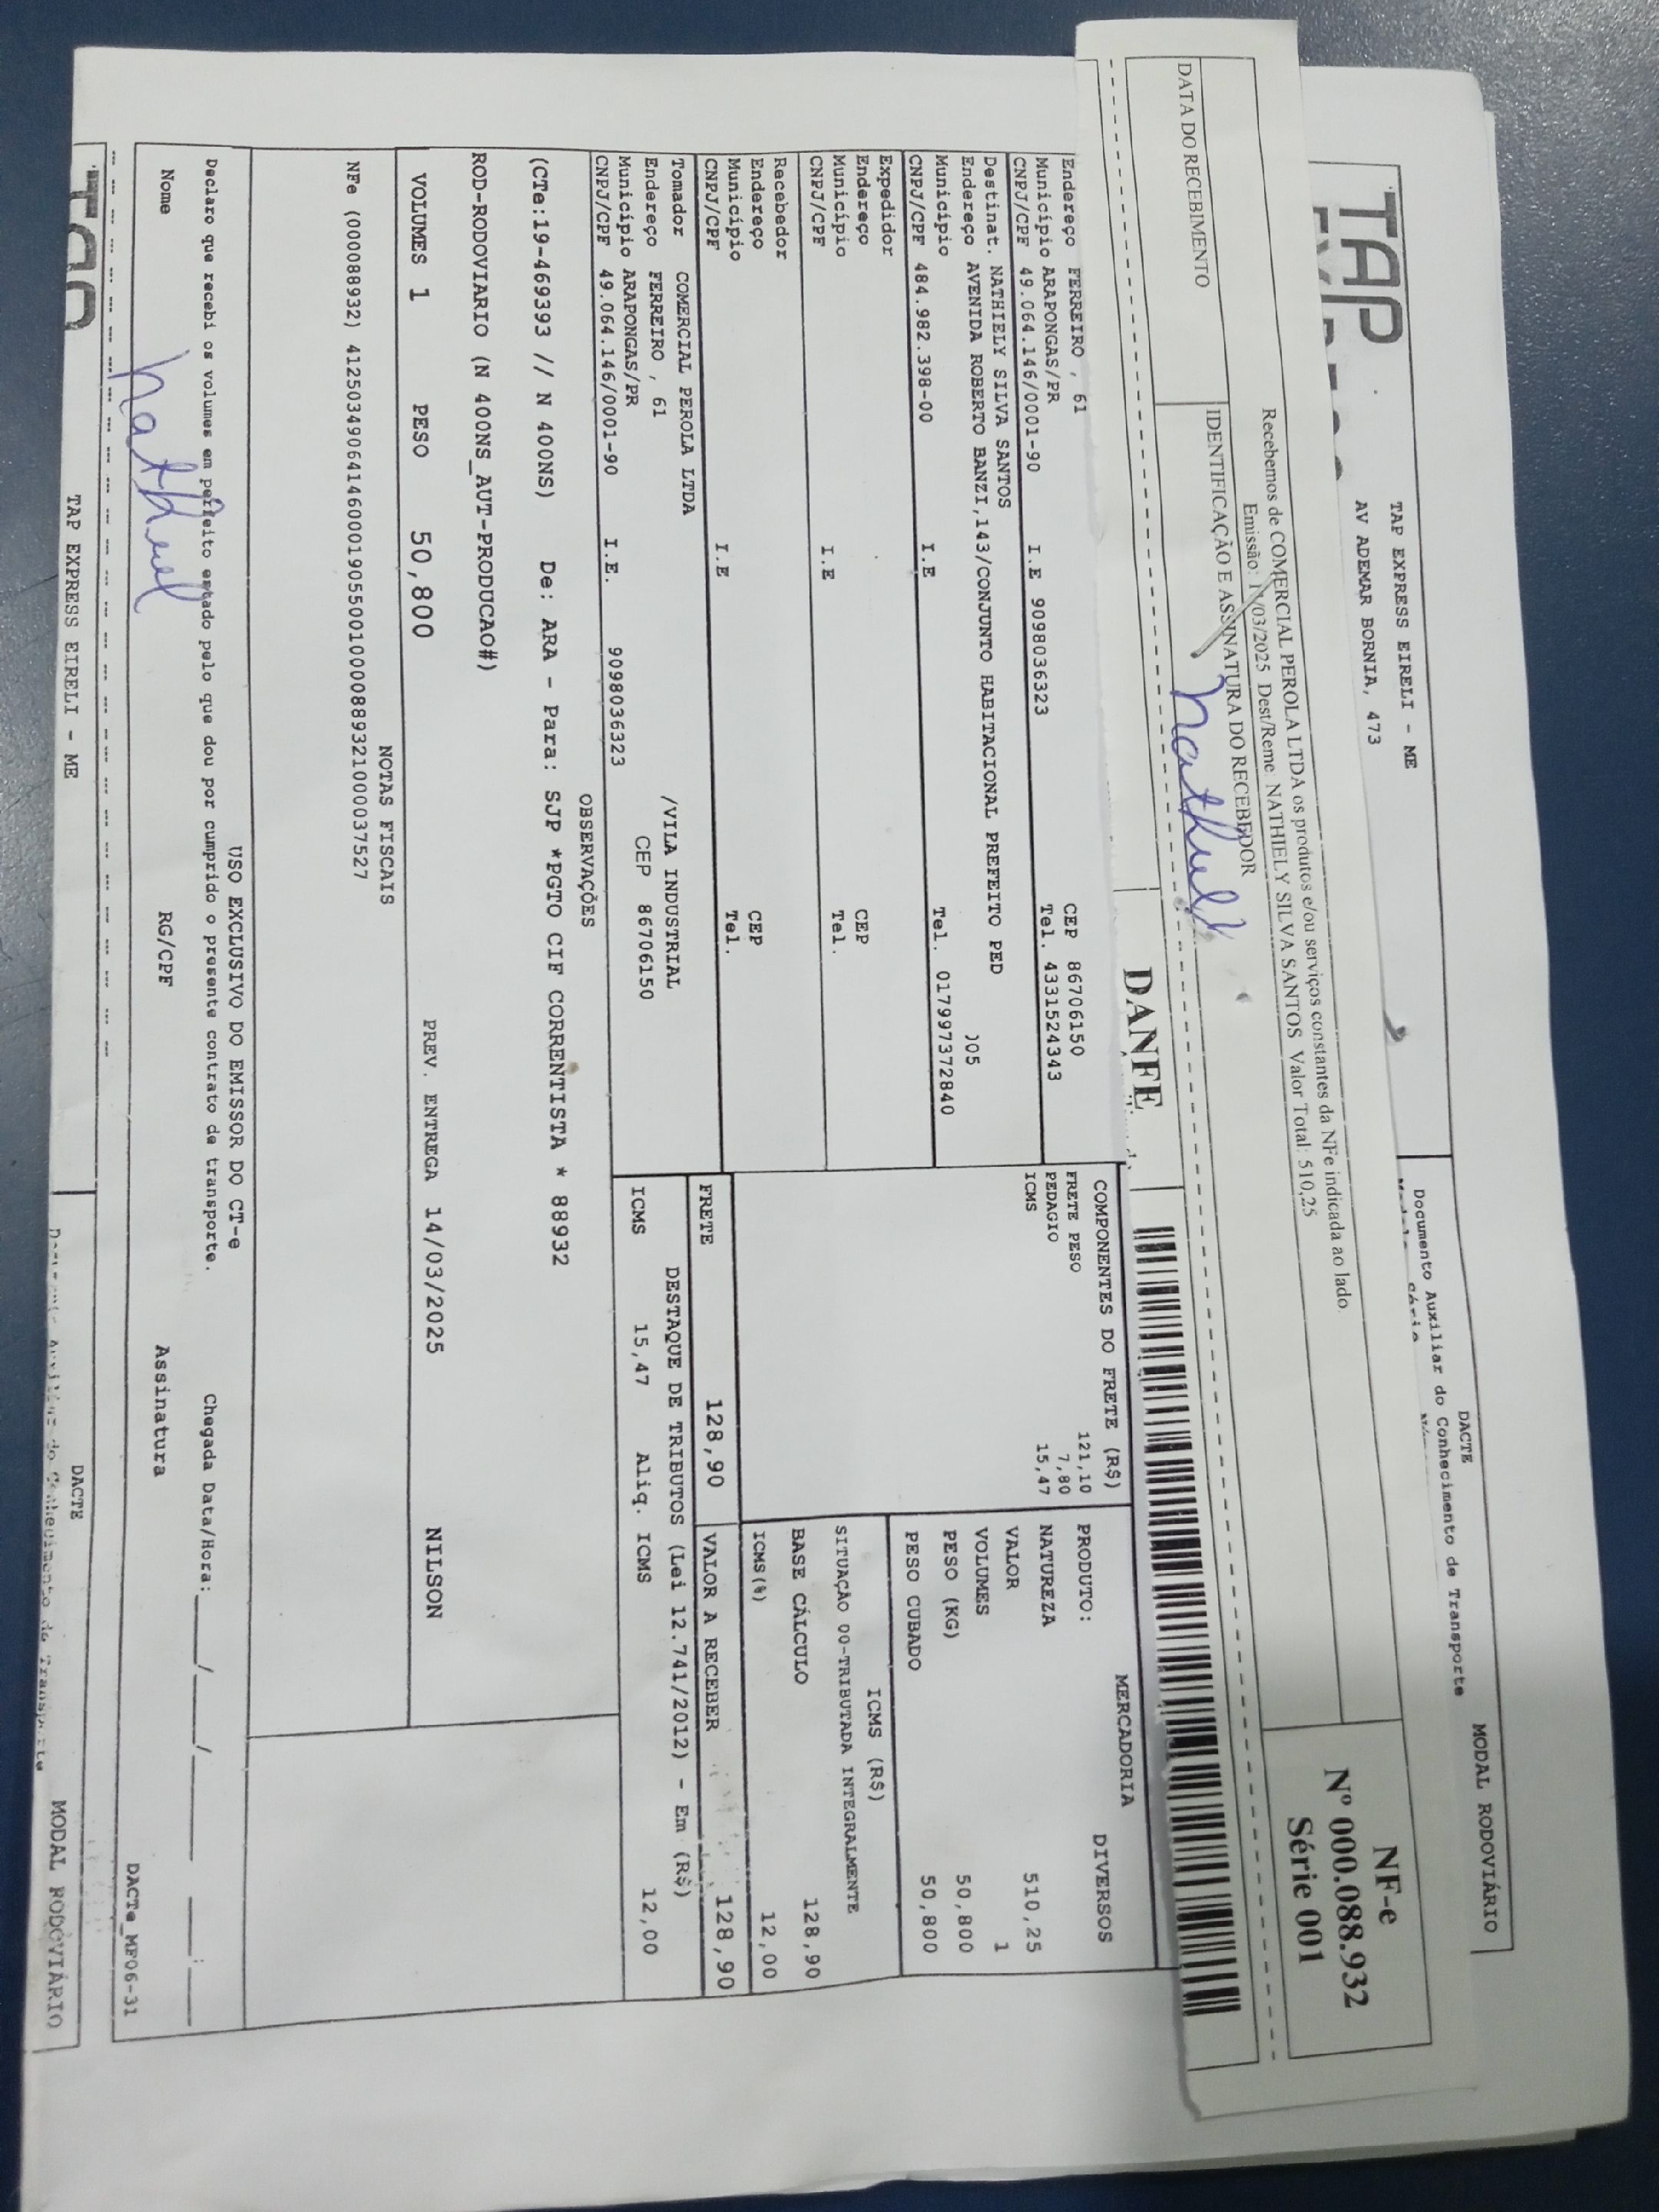 TAP
TAP EXPRESS EIRELI - ME
AV ADEMAR BORNIA, 473
DACTE
Documento Auxiliar do Conhecimento de Transporte
MODAL RODOVIÁRIO
Recebemos de COMERCIAL PEROLA LTDA os produtos e/ou serviços constantes da NFe indicada ao lado.
Emissão: 11/03/2025 Dest/Reme: NATHIELY SILVA SANTOS Valor Total: 510,25
DATA DO RECEBIMENTO
IDENTIFICAÇÃO E ASSINATURA DO RECEBEDOR
NF-e
Nº 000.088.932
Série 001
DANFE
Endereço FERREIRO , 61
CEP 86706150
Município ARAPONGAS/PR
Tel. 4331524343
CNPJ/CPF 49.064.146/0001-90 I.E 9098036323
Destinat. NATHIELY SILVA SANTOS
Endereço AVENIDA ROBERTO BANZI,143/CONJUNTO HABITACIONAL PREFEITO PED
005
Município
Tel. 017997372840
CNPJ/CPF 484.982.398-00 I.E
Expedidor
Endereço
CEP
Município
Tel.
CNPJ/CPF I.E
Recebedor
Endereço
CEP
Município
Tel.
CNPJ/CPF I.E
Tomador COMERCIAL PEROLA LTDA
Endereço FERREIRO , 61 /VILA INDUSTRIAL
Município ARAPONGAS/PR CEP 86706150
CNPJ/CPF 49.064.146/0001-90 I.E. 9098036323
COMPONENTES DO FRETE (R$)
FRETE PESO 121,10
PEDAGIO 7,80
ICMS 15,47
MERCADORIA
PRODUTO: DIVERSOS
NATUREZA
VALOR 510,25
VOLUMES 1
PESO (KG) 50,800
PESO CUBADO 50,800
ICMS (R$)
SITUAÇÃO 00-TRIBUTADA INTEGRALMENTE
BASE CÁLCULO 128,90
ICMS(%) 12,00
FRETE 128,90 VALOR A RECEBER 128,90
DESTAQUE DE TRIBUTOS (Lei 12.741/2012) - Em (R$)
ICMS 15,47 Aliq. ICMS 12,00
OBSERVAÇÕES
(CTe:19-469393 // N 400NS) De: ARA - Para: SJP *PGTO CIF CORRENTISTA * 88932
ROD-RODOVIARIO (N 400NS_AUT-PRODUCAO#)
VOLUMES 1 PESO 50,800 PREV. ENTREGA 14/03/2025 NILSON
NOTAS FISCAIS
NFe (000088932) 41250349064146000190550010000889321000037527
USO EXCLUSIVO DO EMISSOR DO CT-e
Declaro que recebi os volumes em perfeito estado pelo que dou por cumprido o presente contrato de transporte. Chegada Data/Hora: ____/____/______ ____:____
Nome RG/CPF Assinatura
DACTe_MF06-31
TAP EXPRESS EIRELI - ME
DACTE
Documento Auxiliar do Conhecimento de Transporte
MODAL RODOVIÁRIO